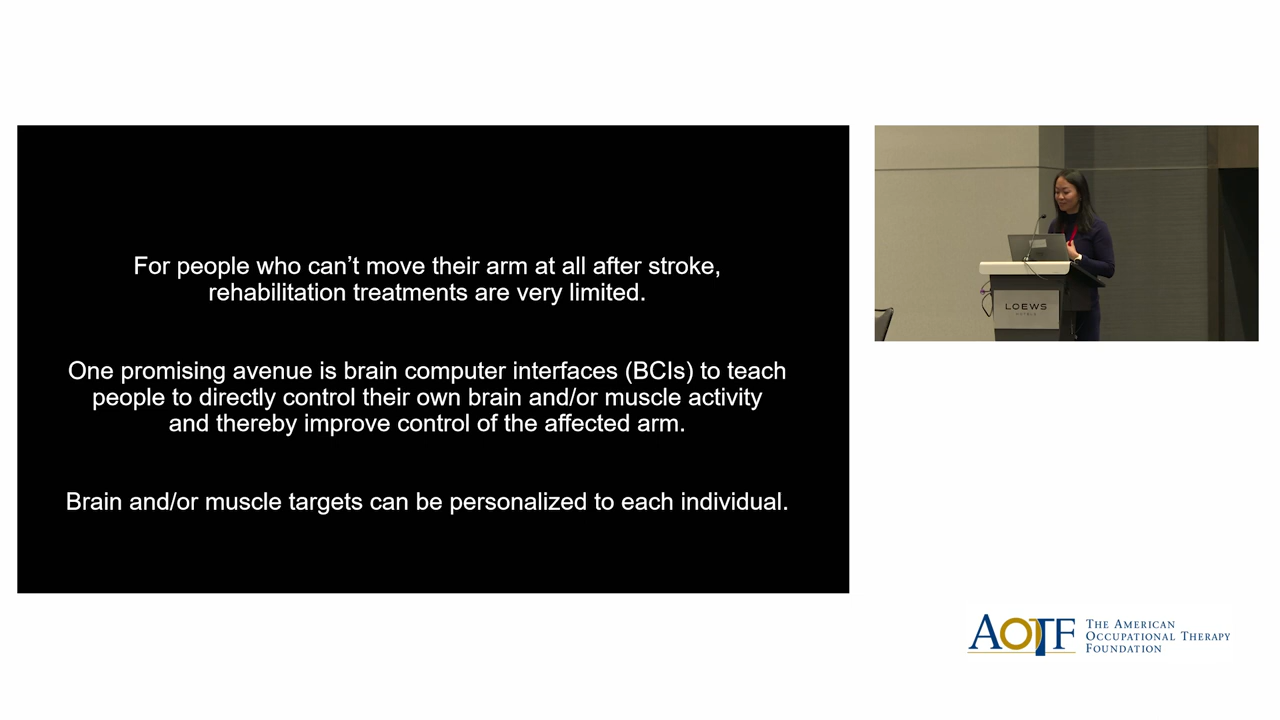 For people who can’t move their arm at all after stroke,
rehabilitation treatments are very limited.
One promising avenue is brain computer interfaces (BCIs) to teach
people to directly control their own brain and/or muscle activity
and thereby improve control of the affected arm.
Brain and/or muscle targets can be personalized to each individual.
LOEWS
HOTELS
AOTF
THE AMERICAN
OCCUPATIONAL THERAPY
FOUNDATION